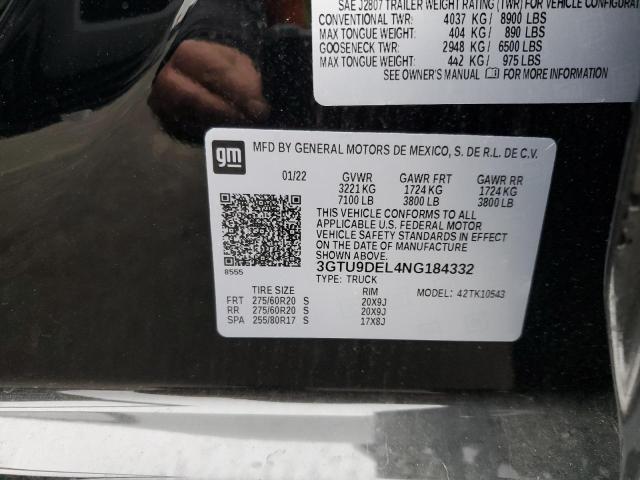 SAE J2807 TRAILER WEIGHT RATING (TWR) FOR VEHICLE CONFIGURA
CONVENTIONAL TWR: 4037 KG / 8900 LBS
MAX TONGUE WEIGHT: 404 KG / 890 LBS
GOOSENECK TWR: 2948 KG / 6500 LBS
MAX TONGUE WEIGHT: 442 KG / 975 LBS
SEE OWNER'S MANUAL FOR MORE INFORMATION
gm
MFD BY GENERAL MOTORS DE MEXICO, S. DE R.L. DE C.V.
01/22 GVWR GAWR FRT GAWR RR
3221 KG 1724 KG 1724 KG
7100 LB 3800 LB 3800 LB
THIS VEHICLE CONFORMS TO ALL
APPLICABLE U.S. FEDERAL MOTOR
VEHICLE SAFETY STANDARDS IN
EFFECT ON THE DATE OF MANUFACTURE
SHOWN ABOVE.
8555
3GTU9DEL4NG184332
TYPE: TRUCK
TIRE SIZE RIM MODEL: 42TK10543
FRT 275/60R20 S 20X9J
RR 275/60R20 S 20X9J
SPA 255/80R17 S 17X8J